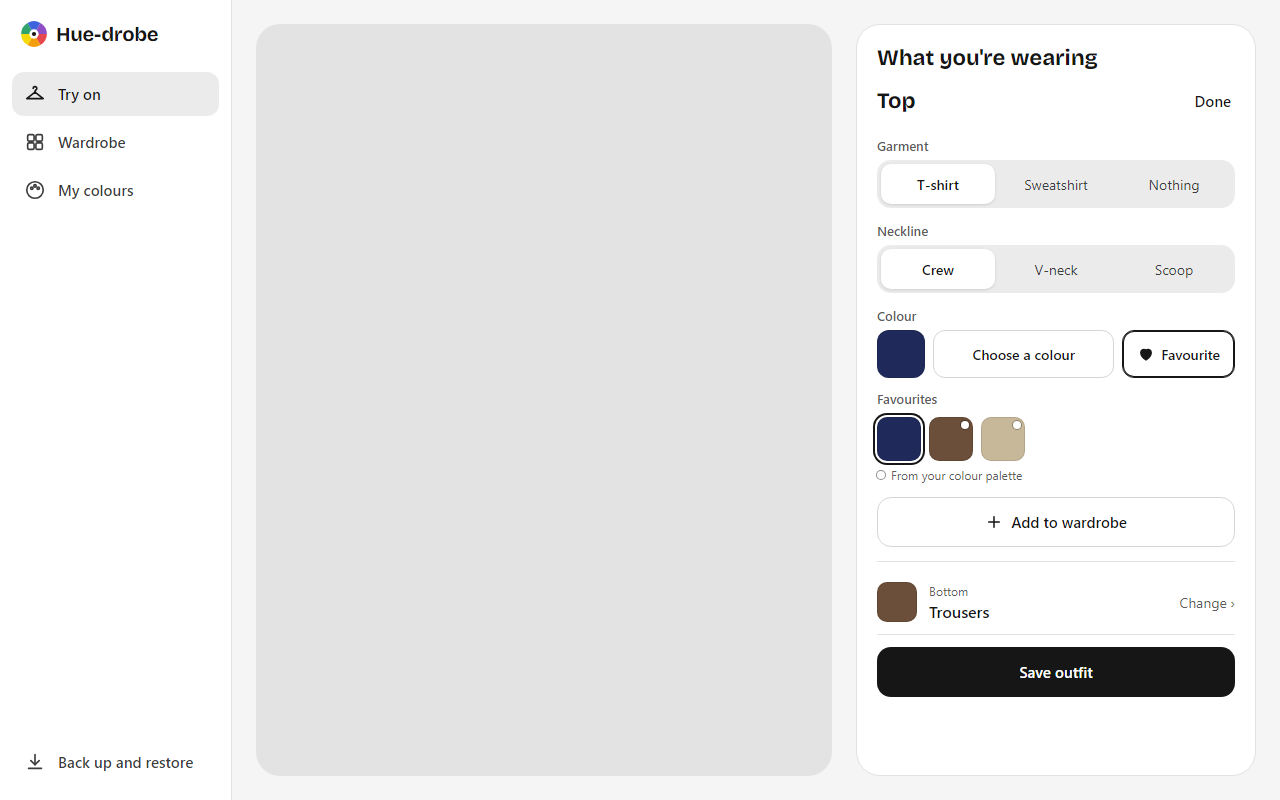 Hue-drobe
Try on
Wardrobe
My colours
Back up and restore
What you're wearing
Top
Done
Garment
T-shirt
Sweatshirt
Nothing
Neckline
Crew
V-neck
Scoop
Colour
Choose a colour
Favourite
Favourites
From your colour palette
Add to wardrobe
Bottom
Trousers
Change ›
Save outfit